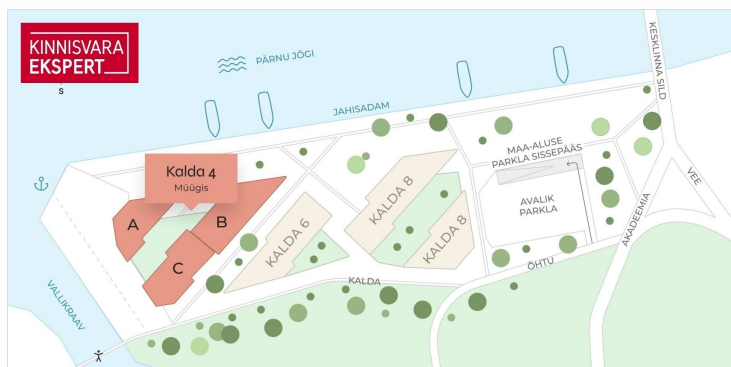 KINNISVARA
EKSPERT
S
PÄRNU JÕGI
JAHISADAM
KESKLINNA SILD
Kalda 4
Müügis
A
B
C
KALDA 6
KALDA 8
KALDA 8
MAA-ALUSE
PARKLA SISSEPÄÄS
AVALIK
PARKLA
AKADEEMIA
VEE
ÕHTU
KALDA
VALLIKRAAV